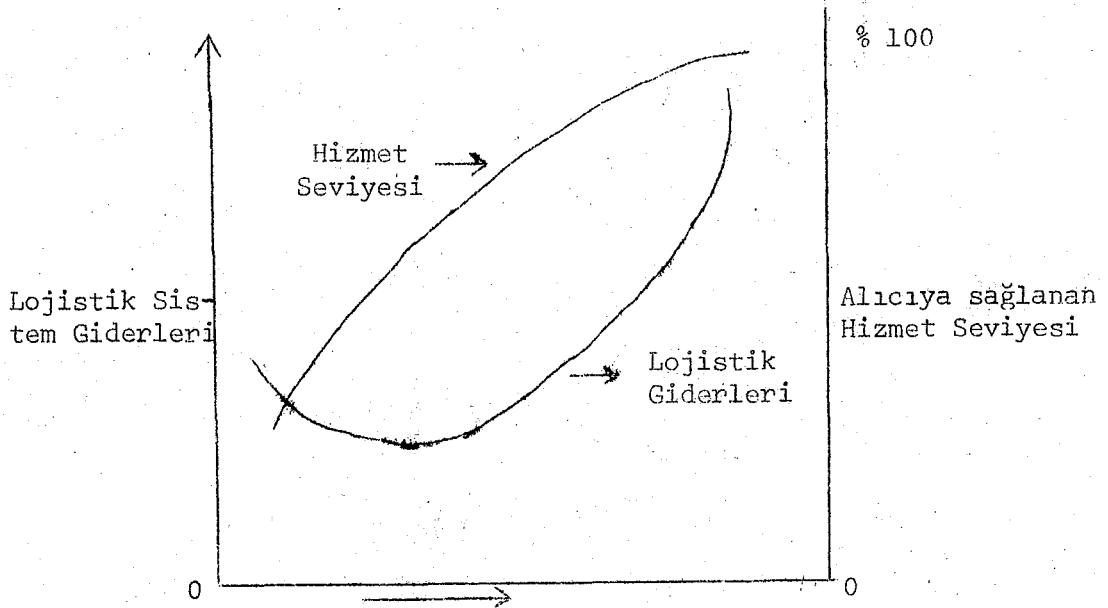 % 100
Hizmet
Seviyesi
Lojistik Sis-
tem Giderleri
Alıcıya sağlanan
Hizmet Seviyesi
Lojistik
Giderleri
0
0